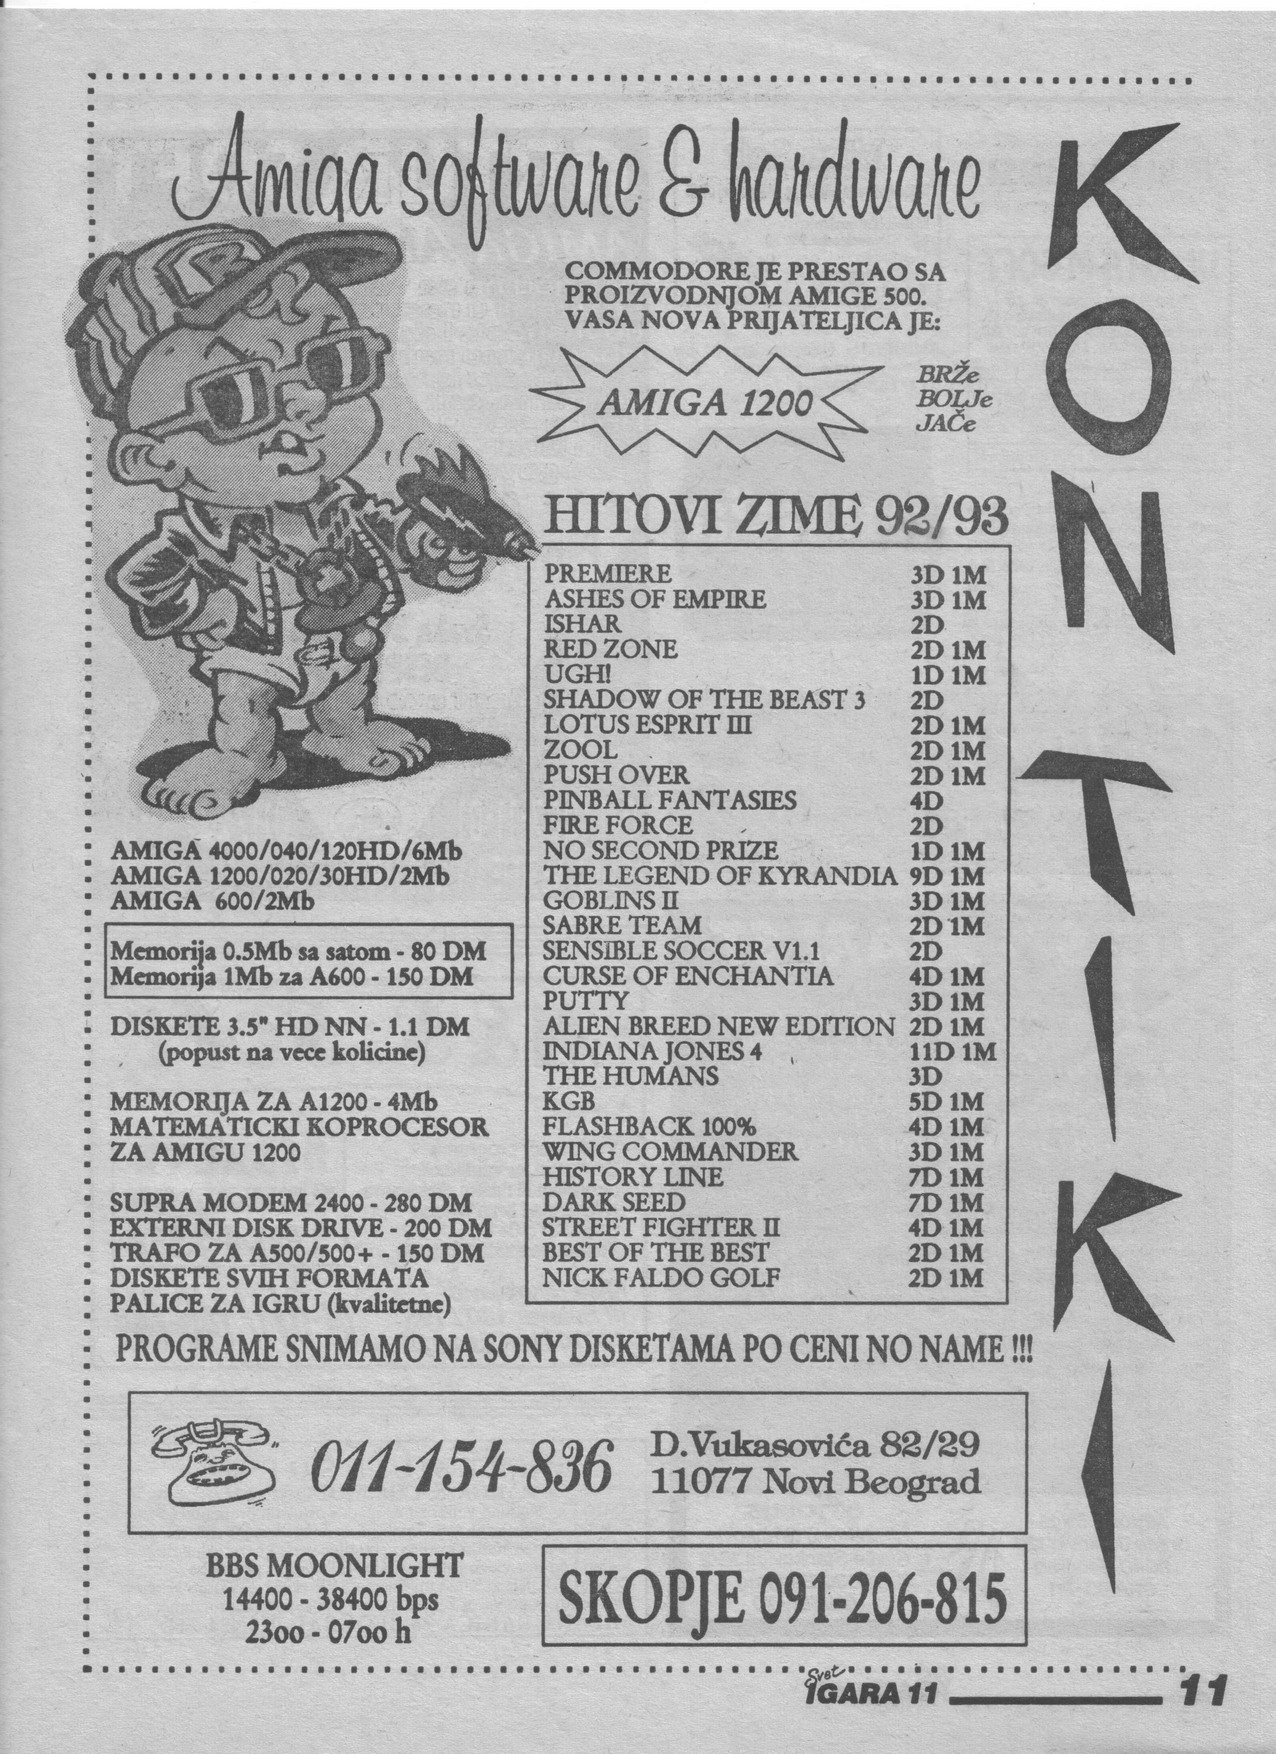 Amiga software & hardware
KON TIKI
COMMODORE JE PRESTAO SA
PROIZVODNJOM AMIGE 500.
VASA NOVA PRIJATELJICA JE:
AMIGA 1200
BRŽe
BOLJe
JAČe
HITOVI ZIME 92/93
PREMIERE 3D 1M
ASHES OF EMPIRE 3D 1M
ISHAR 2D
RED ZONE 2D 1M
UGH! 1D 1M
SHADOW OF THE BEAST 3 2D
LOTUS ESPRIT III 2D 1M
ZOOL 2D 1M
PUSH OVER 2D 1M
PINBALL FANTASIES 4D
FIRE FORCE 2D
NO SECOND PRIZE 1D 1M
THE LEGEND OF KYRANDIA 9D 1M
GOBLINS II 3D 1M
SABRE TEAM 2D 1M
SENSIBLE SOCCER V1.1 2D
CURSE OF ENCHANTIA 4D 1M
PUTTY 3D 1M
ALIEN BREED NEW EDITION 2D 1M
INDIANA JONES 4 11D 1M
THE HUMANS 3D
KGB 5D 1M
FLASHBACK 100% 4D 1M
WING COMMANDER 3D 1M
HISTORY LINE 7D 1M
DARK SEED 7D 1M
STREET FIGHTER II 4D 1M
BEST OF THE BEST 2D 1M
NICK FALDO GOLF 2D 1M
AMIGA 4000/040/120HD/6Mb
AMIGA 1200/020/30HD/2Mb
AMIGA 600/2Mb
Memorija 0.5Mb sa satom - 80 DM
Memorija 1Mb za A600 - 150 DM
DISKETE 3.5" HD NN - 1.1 DM
(popust na vece kolicine)
MEMORIJA ZA A1200 - 4Mb
MATEMATICKI KOPROCESOR
ZA AMIGU 1200
SUPRA MODEM 2400 - 280 DM
EXTERNI DISK DRIVE - 200 DM
TRAFO ZA A500/500+ - 150 DM
DISKETE SVIH FORMATA
PALICE ZA IGRU (kvalitetne)
PROGRAME SNIMAMO NA SONY DISKETAMA PO CENI NO NAME !!!
011-154-836
D.Vukasovića 82/29
11077 Novi Beograd
BBS MOONLIGHT
14400 - 38400 bps
23oo - 07oo h
SKOPJE 091-206-815
Svet
IGARA 11
11